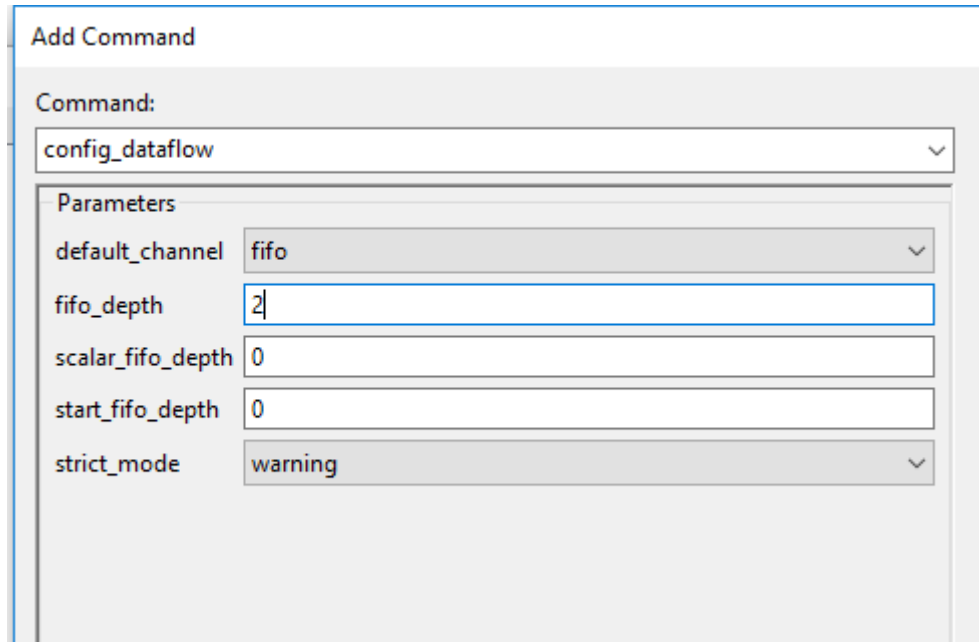 Add Command
Command:
config_dataflow
Parameters
default_channel fifo
fifo_depth 2
scalar_fifo_depth 0
start_fifo_depth 0
strict_mode warning